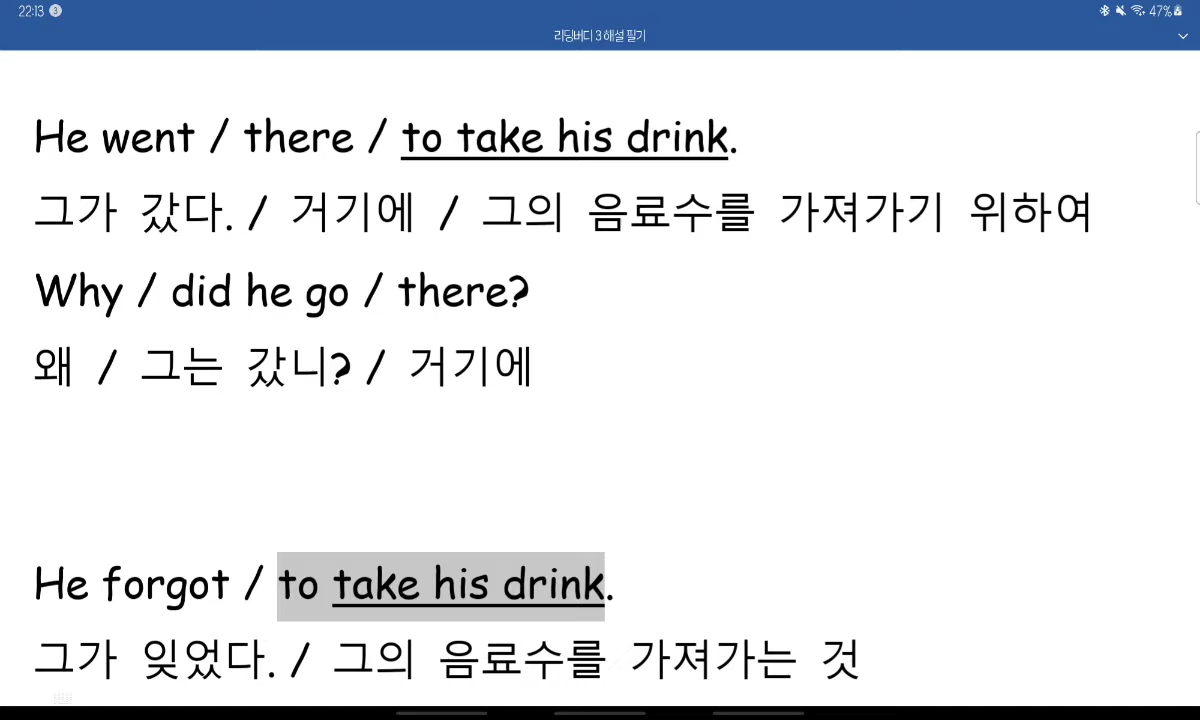 22:13 3 47%
리딩버디 3 해설 필기
He went / there / to take his drink.
그가 갔다. / 거기에 / 그의 음료수를 가져가기 위하여
Why / did he go / there?
왜 / 그는 갔니? / 거기에
He forgot / to take his drink.
그가 잊었다. / 그의 음료수를 가져가는 것